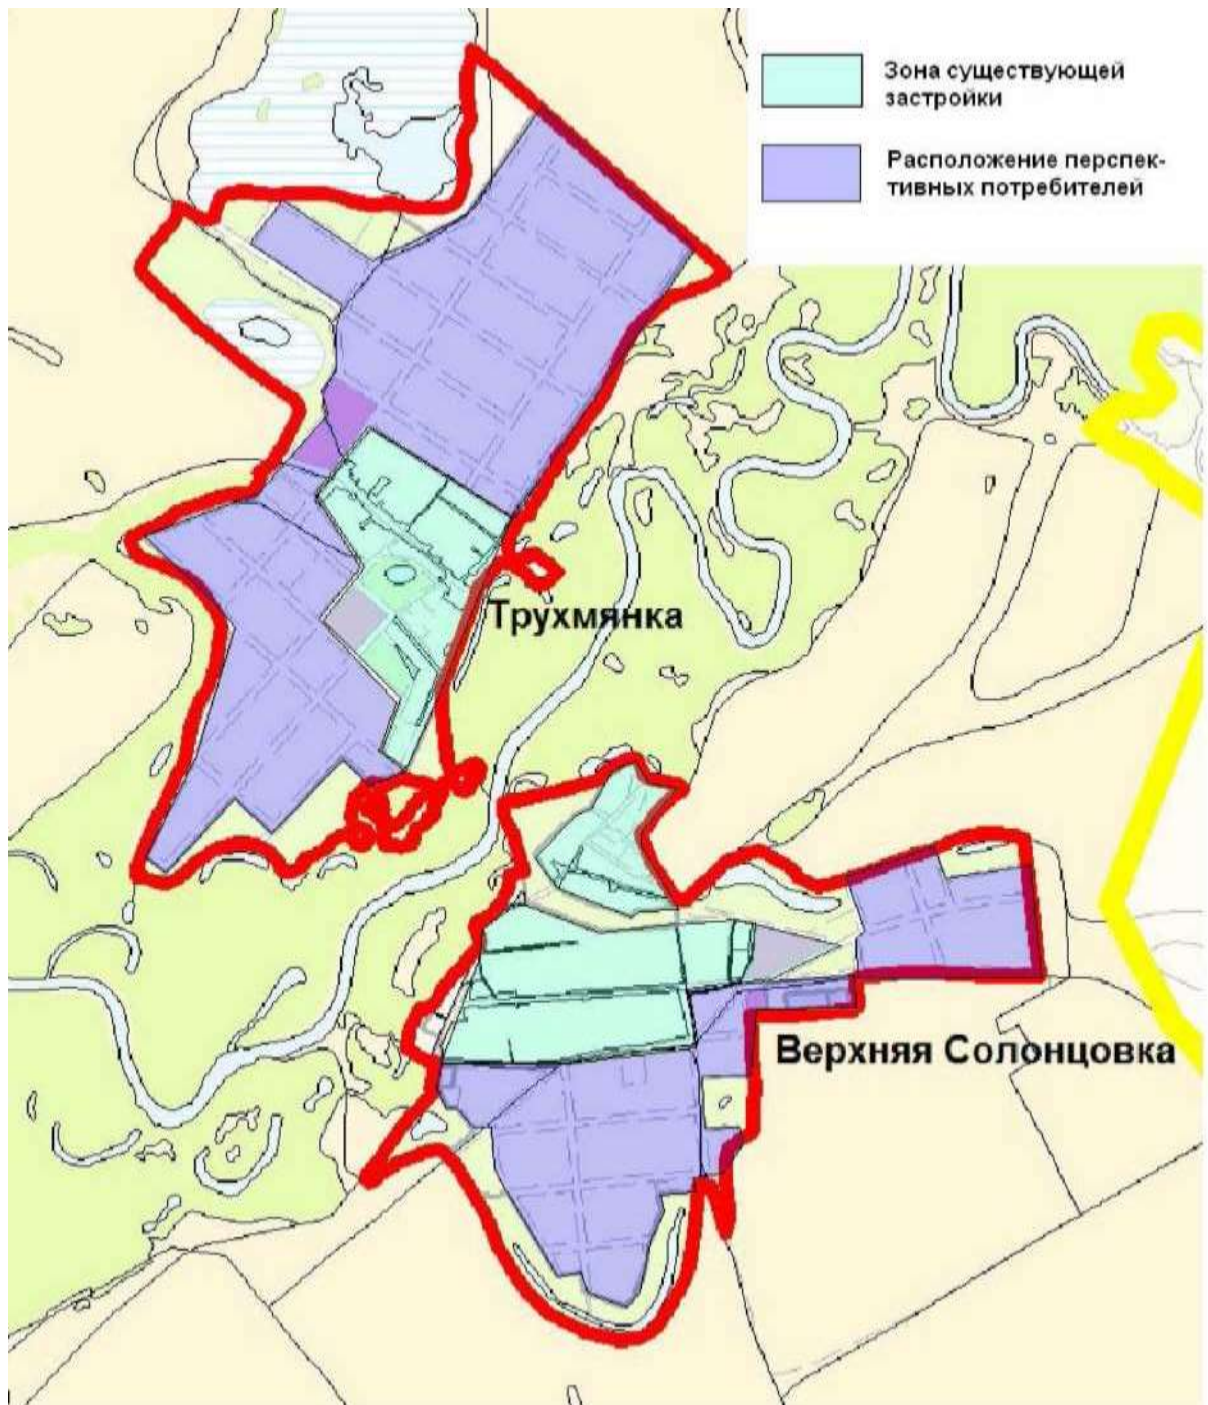 Зона существующей
застройки
Расположение перспек-
тивных потребителей
Трухмянка
Верхняя Солонцовка